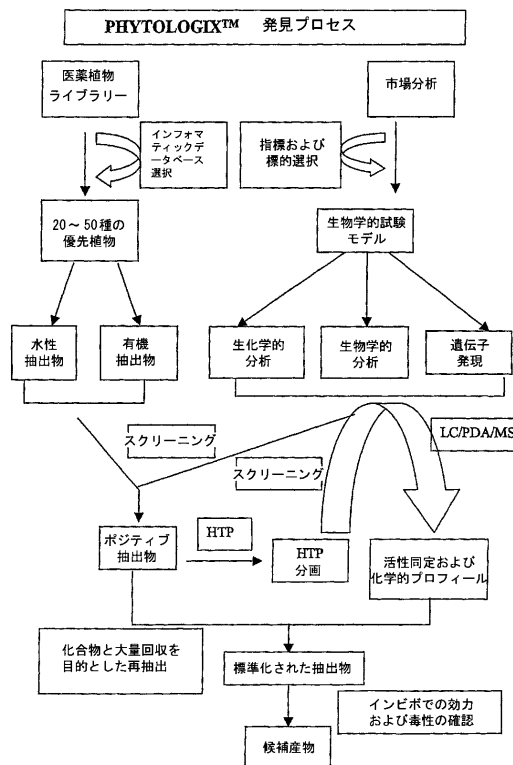 PHYTOLOGIX™ 発見プロセス
医薬植物
ライブラリー
市場分析
インフォマ
ティックデ
ータベース
選択
指標および
標的選択
20～50種の
優先植物
生物学的試験
モデル
水性
抽出物
有機
抽出物
生化学的
分析
生物学的
分析
遺伝子
発現
LC/PDA/MS
スクリーニング
スクリーニング
ポジティブ
抽出物
HTP
HTP
分画
活性同定および
化学的プロフィール
化合物と大量回収を
目的とした再抽出
標準化された抽出物
インビボでの効力
および毒性の確認
候補産物